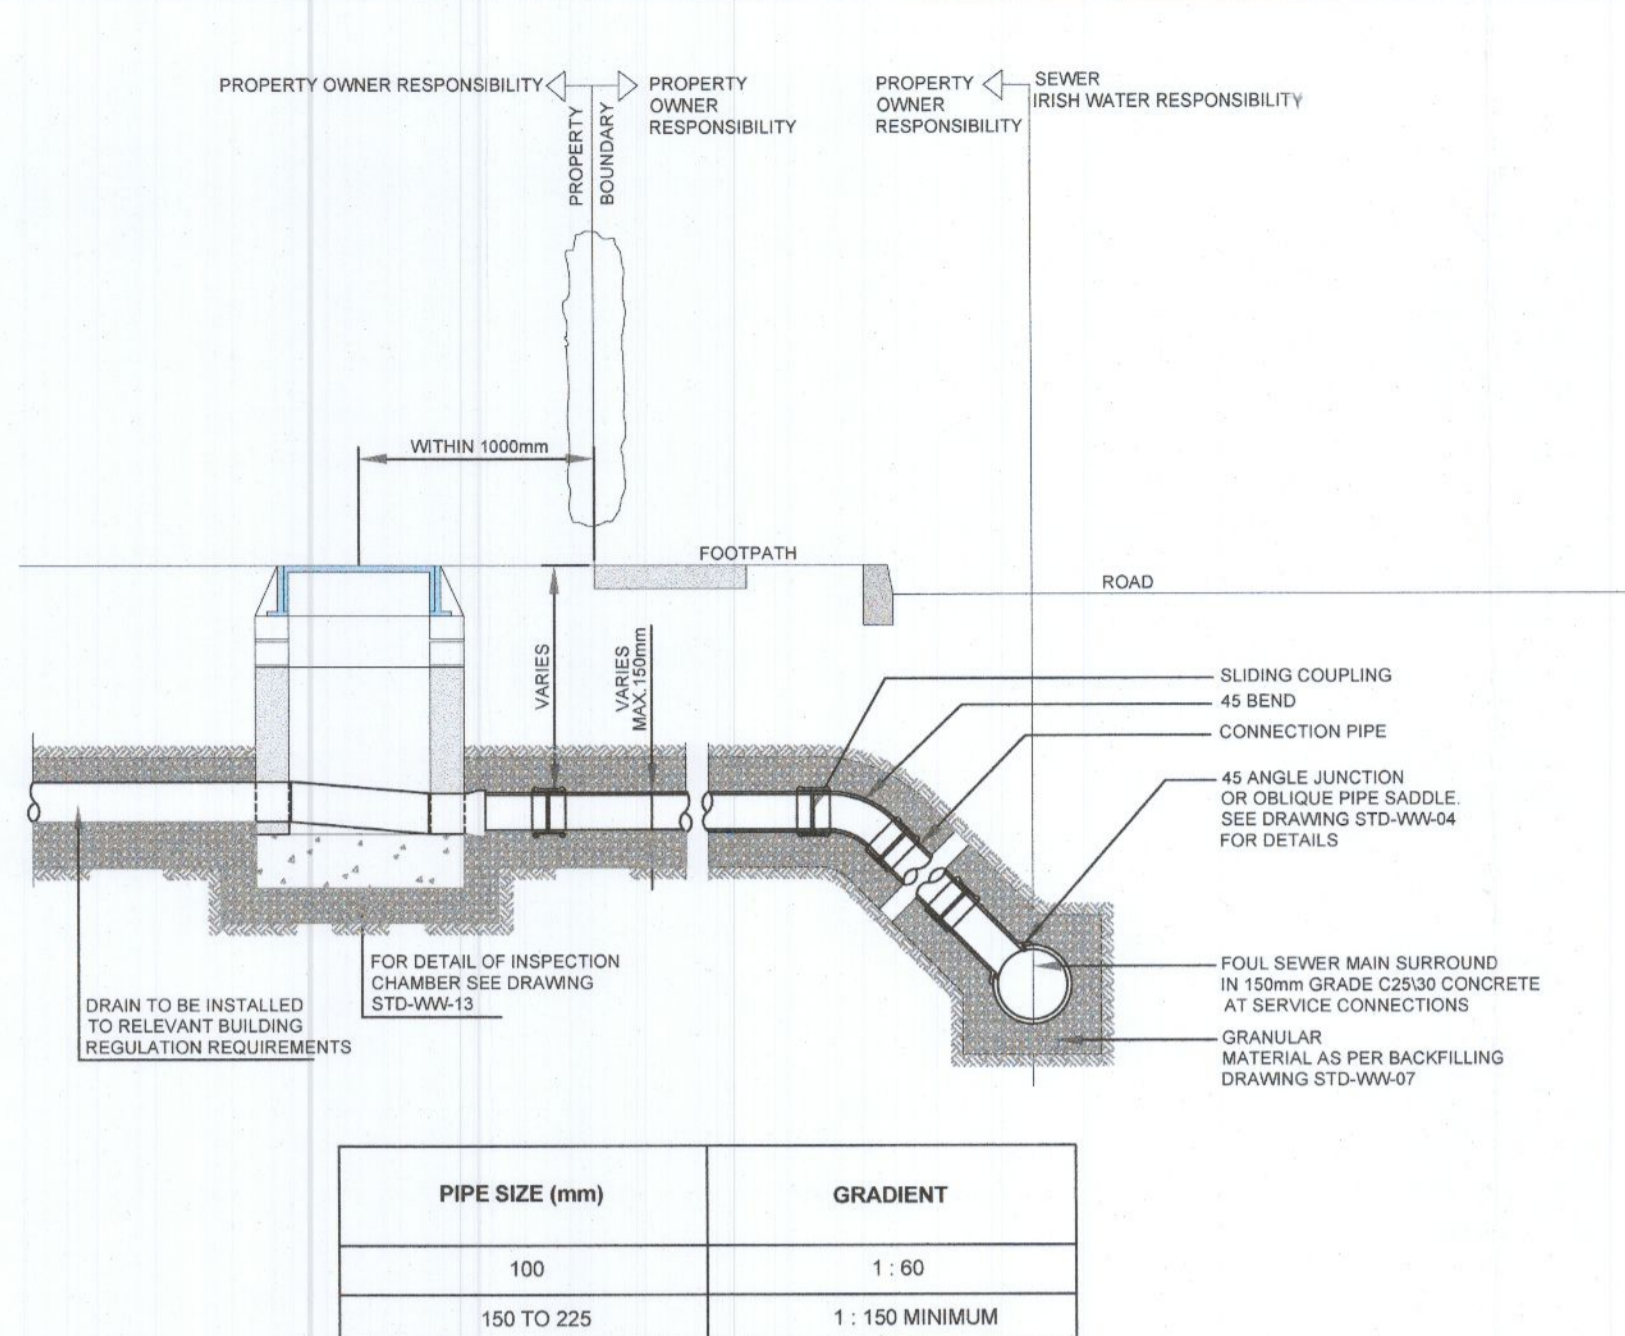 PROPERTY OWNER RESPONSIBILITY
PROPERTY
OWNER
RESPONSIBILITY
PROPERTY
OWNER
RESPONSIBILITY
SEWER
IRISH WATER RESPONSIBILITY
PROPERTY
BOUNDARY
WITHIN 1000mm
FOOTPATH
ROAD
VARIES
VARIES
MAX.150mm
SLIDING COUPLING
45 BEND
CONNECTION PIPE
45 ANGLE JUNCTION
OR OBLIQUE PIPE SADDLE.
SEE DRAWING STD-WW-04
FOR DETAILS
FOR DETAIL OF INSPECTION
CHAMBER SEE DRAWING
STD-WW-13
DRAIN TO BE INSTALLED
TO RELEVANT BUILDING
REGULATION REQUIREMENTS
FOUL SEWER MAIN SURROUND
IN 150mm GRADE C25\30 CONCRETE
AT SERVICE CONNECTIONS
GRANULAR
MATERIAL AS PER BACKFILLING
DRAWING STD-WW-07
PIPE SIZE (mm) GRADIENT
100 1 : 60
150 TO 225 1 : 150 MINIMUM